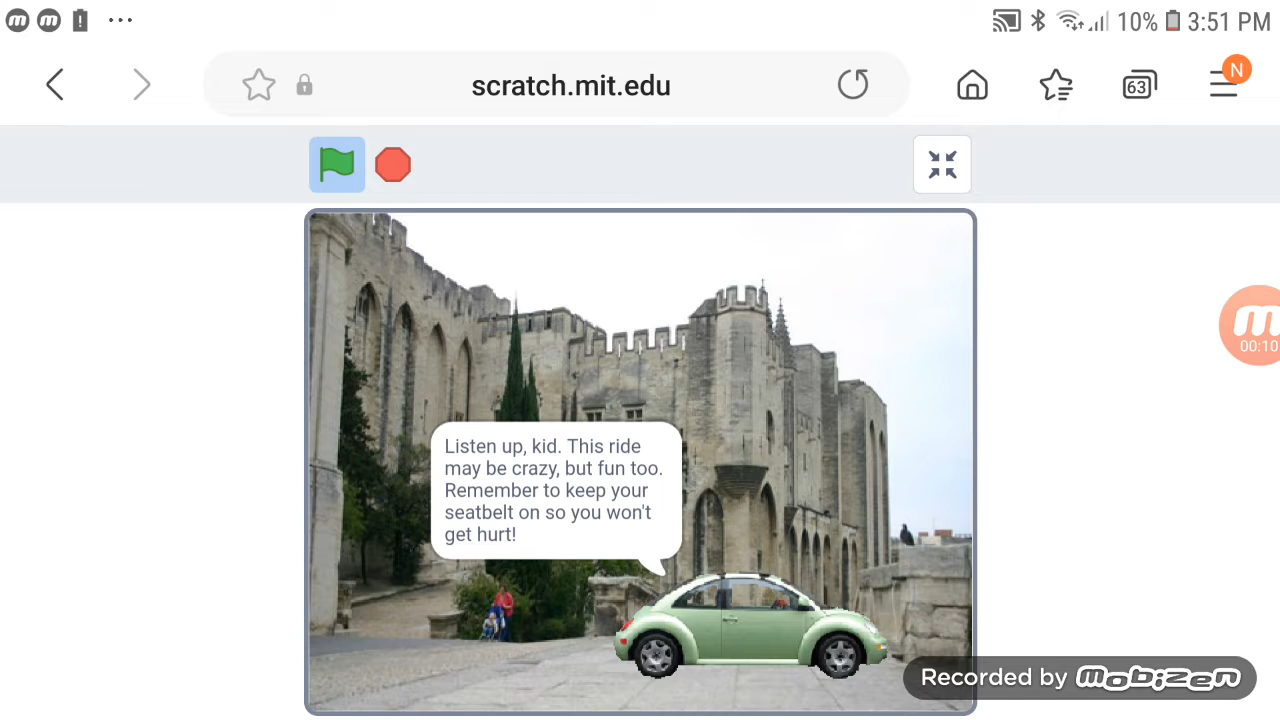 10% 3:51 PM
scratch.mit.edu
63
N
00:10
Listen up, kid. This ride
may be crazy, but fun too.
Remember to keep your
seatbelt on so you won't
get hurt!
Recorded by mobizen